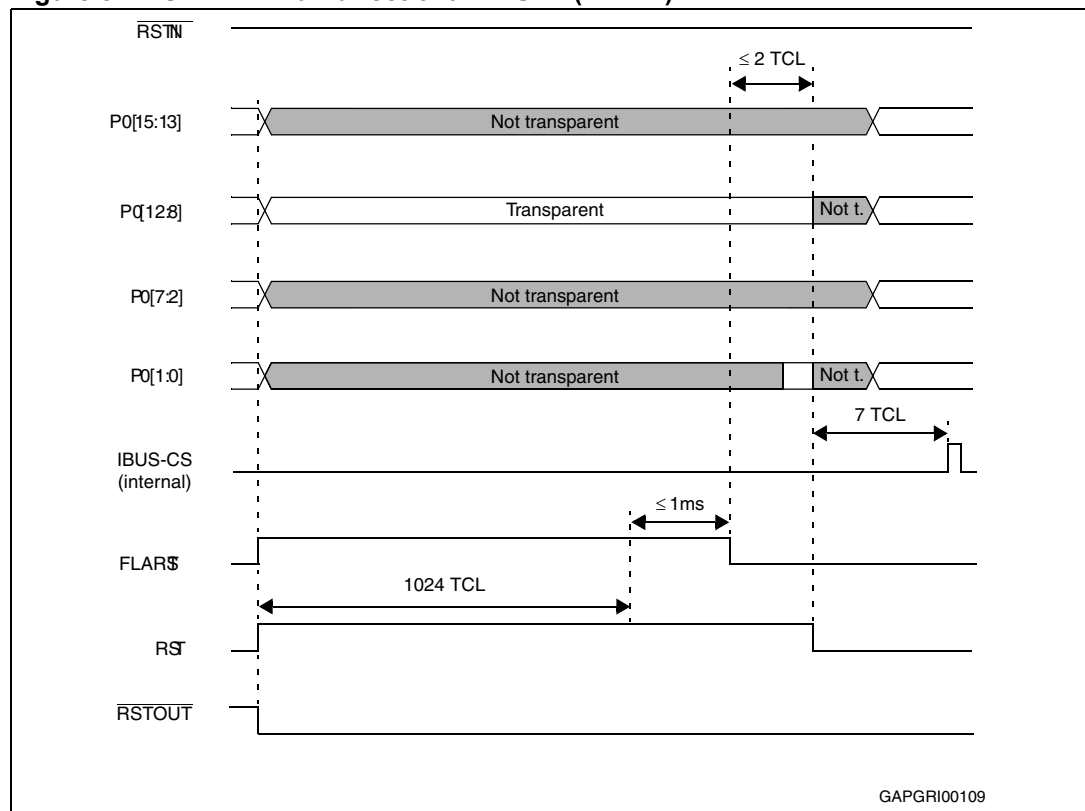 RSTIN
≤ 2 TCL
P0[15:13]
Not transparent
P0[12:8]
Transparent
Not t.
P0[7:2]
Not transparent
P0[1:0]
Not transparent
Not t.
7 TCL
IBUS-CS
(internal)
≤ 1ms
FLARST
1024 TCL
RST
RSTOUT
GAPGRI00109